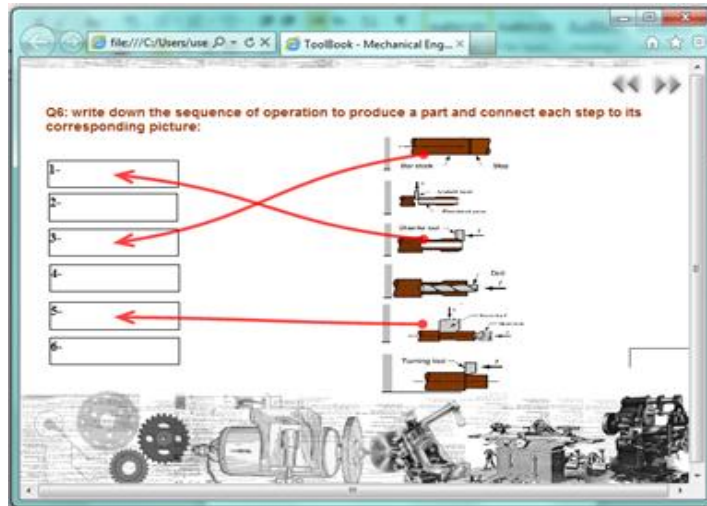 file:///C:/Users/use
ToolBook - Mechanical Eng...
Q6: write down the sequence of operation to produce a part and connect each step to its
corresponding picture:
1-
2-
3-
4-
5-
6-
Bar stock
Stop
Cutoff tool
Chamfer tool
Drill
Turning tool